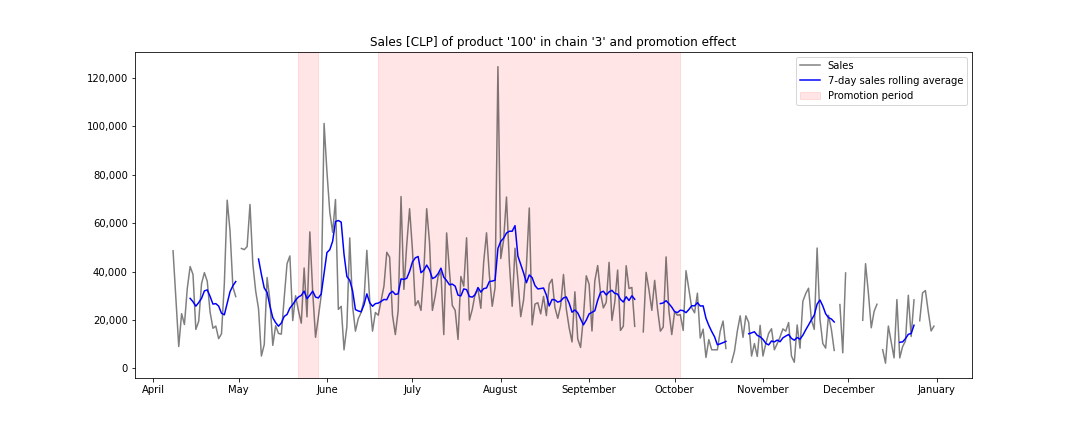 Sales [CLP] of product '100' in chain '3' and promotion effect
Sales
7-day sales rolling average
Promotion period
120,000
100,000
80,000
60,000
40,000
20,000
0
April
May
June
July
August
September
October
November
December
January